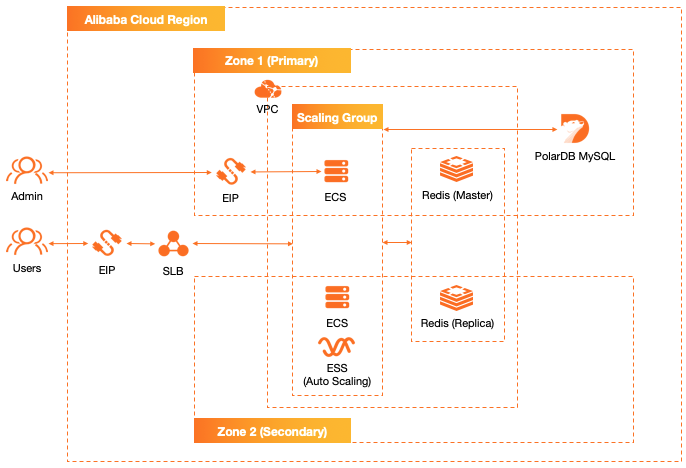 Alibaba Cloud Region
Zone 1 (Primary)
VPC
Scaling Group
PolarDB MySQL
Admin
EIP
ECS
Redis (Master)
Users
EIP
SLB
ECS
Redis (Replica)
ESS
(Auto Scaling)
Zone 2 (Secondary)